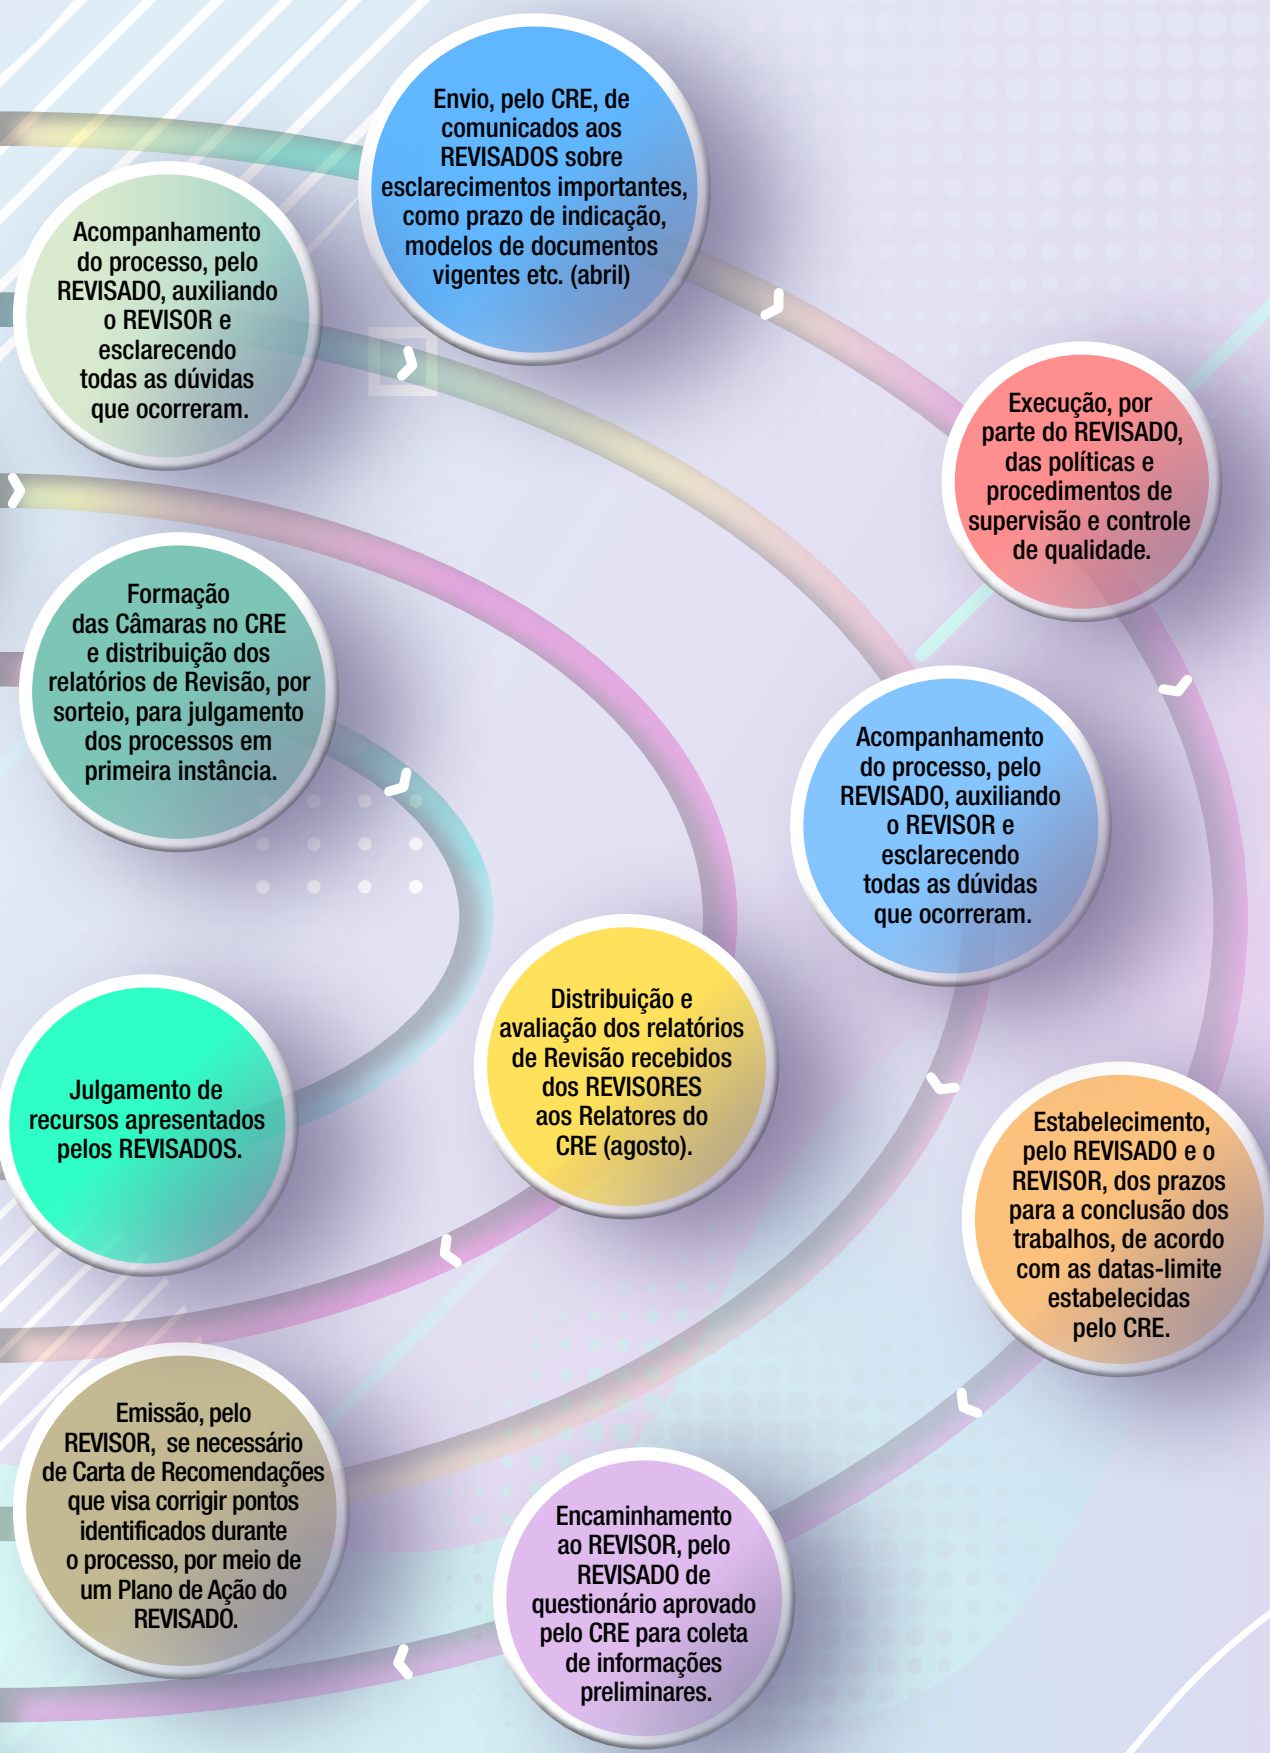 Envio, pelo CRE, de
comunicados aos
REVISADOS sobre
esclarecimentos importantes,
como prazo de indicação,
modelos de documentos
vigentes etc. (abril)
Acompanhamento
do processo, pelo
REVISADO, auxiliando
o REVISOR e
esclarecendo
todas as dúvidas
que ocorreram.
Execução, por
parte do REVISADO,
das políticas e
procedimentos de
supervisão e controle
de qualidade.
Formação
das Câmaras no CRE
e distribuição dos
relatórios de Revisão, por
sorteio, para julgamento
dos processos em
primeira instância.
Acompanhamento
do processo, pelo
REVISADO, auxiliando
o REVISOR e
esclarecendo
todas as dúvidas
que ocorreram.
Distribuição e
avaliação dos relatórios
de Revisão recebidos
dos REVISORES
aos Relatores do
CRE (agosto).
Julgamento de
recursos apresentados
pelos REVISADOS.
Estabelecimento,
pelo REVISADO e o
REVISOR, dos prazos
para a conclusão dos
trabalhos, de acordo
com as datas-limite
estabelecidas
pelo CRE.
Emissão, pelo
REVISOR, se necessário
de Carta de Recomendações
que visa corrigir pontos
identificados durante
o processo, por meio de
um Plano de Ação do
REVISADO.
Encaminhamento
ao REVISOR, pelo
REVISADO de
questionário aprovado
pelo CRE para coleta
de informações
preliminares.